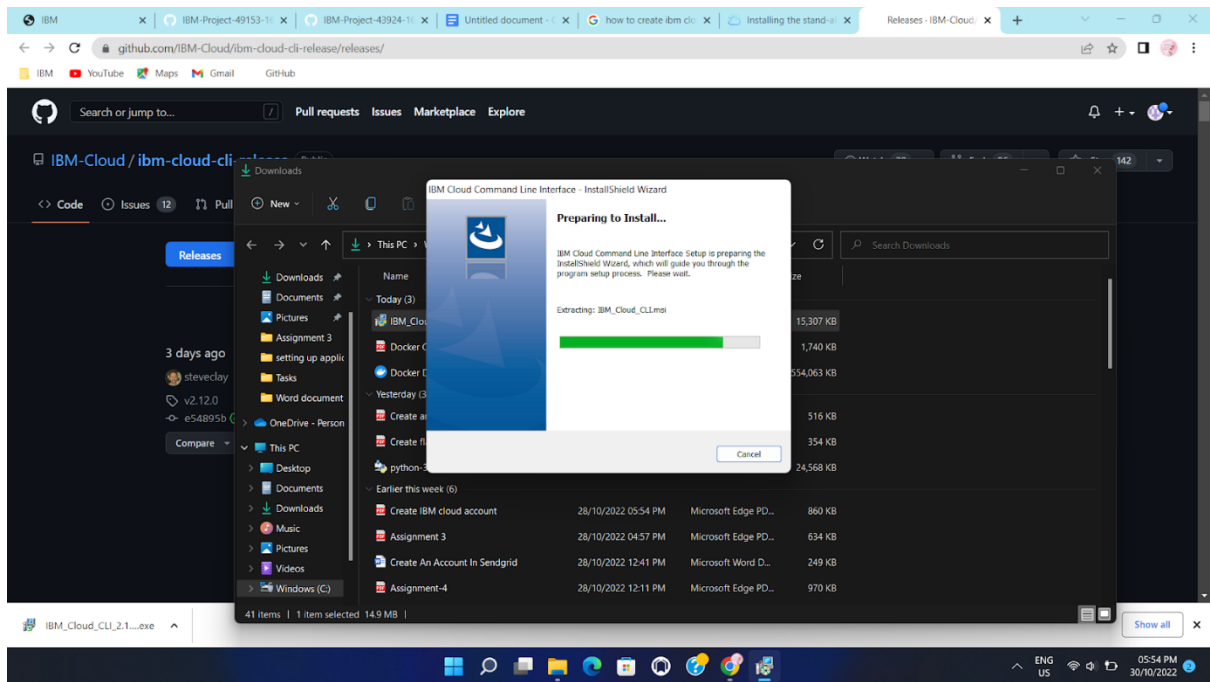 IBM
IBM-Project-49153-16
IBM-Project-43924-16
Untitled document -
how to create ibm clo
Installing the stand-al
Releases · IBM-Cloud/
github.com/IBM-Cloud/ibm-cloud-cli-release/releases/
IBM
YouTube
Maps
Gmail
GitHub
Search or jump to...
/
Pull requests
Issues
Marketplace
Explore
IBM-Cloud / ibm-cloud-cli-release
142
<> Code
Issues 12
Pull
Releases
3 days ago
steveclay
v2.12.0
e54895b
Compare
Downloads
New
This PC
Search Downloads
Downloads
Documents
Pictures
Assignment 3
setting up applic
Tasks
Word document
OneDrive - Person
This PC
Desktop
Documents
Downloads
Music
Pictures
Videos
Windows (C:)
Name
ze
Today (3)
IBM_Clou
15,307 KB
Docker
1,740 KB
Docker
554,063 KB
Yesterday (3
Create a
516 KB
Create fl
354 KB
python-3
24,568 KB
Earlier this week (6)
Create IBM cloud account 28/10/2022 05:54 PM Microsoft Edge PD... 860 KB
Assignment 3 28/10/2022 04:57 PM Microsoft Edge PD... 634 KB
Create An Account In Sendgrid 28/10/2022 12:41 PM Microsoft Word D... 249 KB
Assignment-4 28/10/2022 12:11 PM Microsoft Edge PD... 970 KB
41 items | 1 item selected 14.9 MB |
IBM Cloud Command Line Interface - InstallShield Wizard
Preparing to Install...
IBM Cloud Command Line Interface Setup is preparing the
InstallShield Wizard, which will guide you through the
program setup process. Please wait.
Extracting: IBM_Cloud_CLI.msi
Cancel
IBM_Cloud_CLI_2.1....exe
Show all
ENG
US
05:54 PM
30/10/2022
2